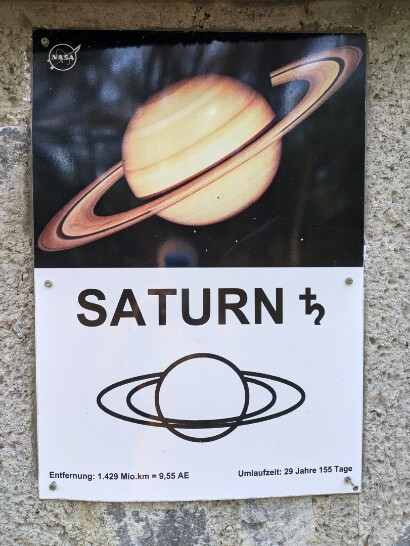 NASA
SATURN ♄
Entfernung: 1.429 Mio.km = 9,55 AE
Umlaufzeit: 29 Jahre 155 Tage